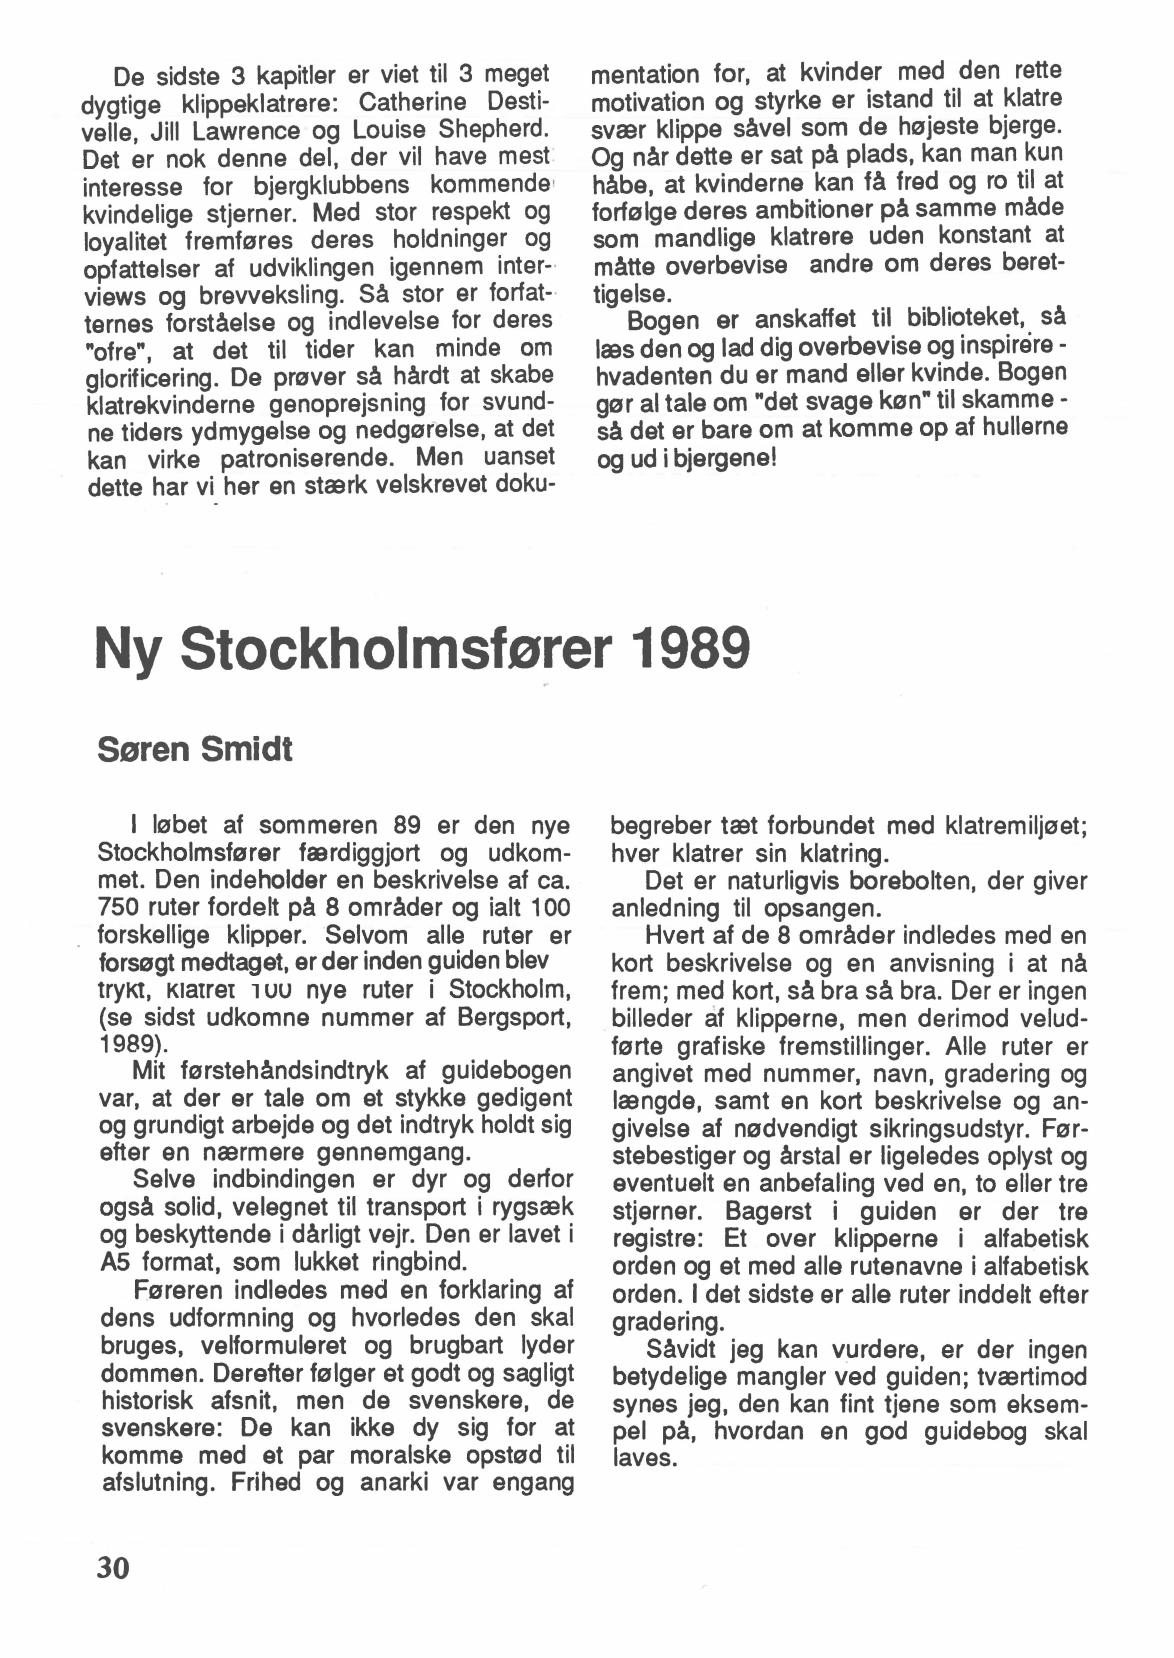 De sidste 3 kapitler er viet til 3 meget
dygtige klippeklatrere: Catherine Desti-
velle, Jill Lawrence og Louise Shepherd.
Det er nok denne del, der vil have mest
interesse for bjergklubbens kommende
kvindelige stjerner. Med stor respekt og
loyalitet fremføres deres holdninger og
opfattelser af udviklingen igennem inter-
views og brevveksling. Så stor er forfat-
ternes forståelse og indlevelse for deres
"ofre", at det til tider kan minde om
glorificering. De prøver så hårdt at skabe
klatrekvinderne genoprejsning for svund-
ne tiders ydmygelse og nedgørelse, at det
kan virke patroniserende. Men uanset
dette har vi her en stærk velskrevet doku-
mentation for, at kvinder med den rette
motivation og styrke er istand til at klatre
svær klippe såvel som de højeste bjerge.
Og når dette er sat på plads, kan man kun
håbe, at kvinderne kan få fred og ro til at
forfølge deres ambitioner på samme måde
som mandlige klatrere uden konstant at
måtte overbevise andre om deres beret-
tigelse.
Bogen er anskaffet til biblioteket, så
læs den og lad dig overbevise og inspirere -
hvadenten du er mand eller kvinde. Bogen
gør al tale om "det svage køn" til skamme -
så det er bare om at komme op af hullerne
og ud i bjergene!
Ny Stockholmsfører 1989
Søren Smidt
I løbet af sommeren 89 er den nye
Stockholmsfører færdiggjort og udkom-
met. Den indeholder en beskrivelse af ca.
750 ruter fordelt på 8 områder og ialt 100
forskellige klipper. Selvom alle ruter er
forsøgt medtaget, er der inden guiden blev
trykt, klatret 100 nye ruter i Stockholm,
(se sidst udkomne nummer af Bergsport,
1989).
Mit førstehåndsindtryk af guidebogen
var, at der er tale om et stykke gedigent
og grundigt arbejde og det indtryk holdt sig
efter en nærmere gennemgang.
Selve indbindingen er dyr og derfor
også solid, velegnet til transport i rygsæk
og beskyttende i dårligt vejr. Den er lavet i
A5 format, som lukket ringbind.
Føreren indledes med en forklaring af
dens udformning og hvorledes den skal
bruges, velformuleret og brugbart lyder
dommen. Derefter følger et godt og sagligt
historisk afsnit, men de svenskere, de
svenskere: De kan ikke dy sig for at
komme med et par moralske opstød til
afslutning. Frihed og anarki var engang
begreber tæt forbundet med klatremiljøet;
hver klatrer sin klatring.
Det er naturligvis borebolten, der giver
anledning til opsangen.
Hvert af de 8 områder indledes med en
kort beskrivelse og en anvisning i at nå
frem; med kort, så bra så bra. Der er ingen
billeder af klipperne, men derimod velud-
førte grafiske fremstillinger. Alle ruter er
angivet med nummer, navn, gradering og
længde, samt en kort beskrivelse og an-
givelse af nødvendigt sikringsudstyr. Før-
stebestiger og årstal er ligeledes oplyst og
eventuelt en anbefaling ved en, to eller tre
stjerner. Bagerst i guiden er der tre
registre: Et over klipperne i alfabetisk
orden og et med alle rutenavne i alfabetisk
orden. I det sidste er alle ruter inddelt efter
gradering.
Såvidt jeg kan vurdere, er der ingen
betydelige mangler ved guiden; tværtimod
synes jeg, den kan fint tjene som eksem-
pel på, hvordan en god guidebog skal
laves.
30